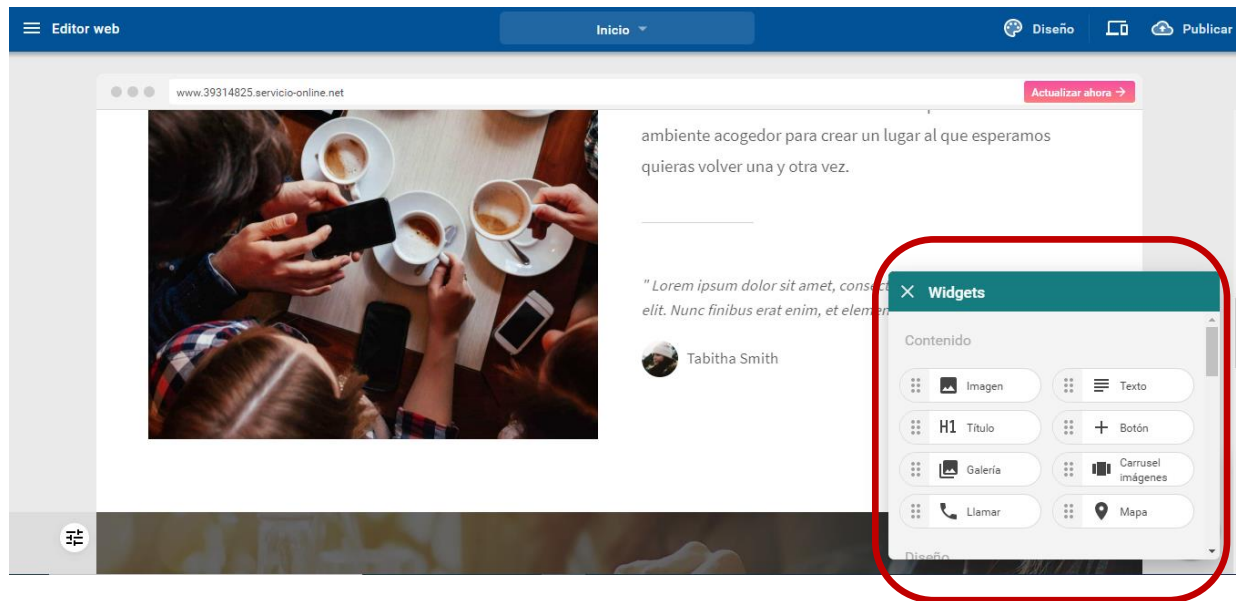 Editor web
Inicio
Diseño
Publicar
www.39314825.servicio-online.net
Actualizar ahora
ambiente acogedor para crear un lugar al que esperamos
quieras volver una y otra vez.
" Lorem ipsum dolor sit amet,
elit. Nunc finibus erat enim, et
Tabitha Smith
Widgets
Contenido
Imagen
Texto
H1 Título
Botón
Galería
Carrusel
imágenes
Llamar
Mapa
Diseño